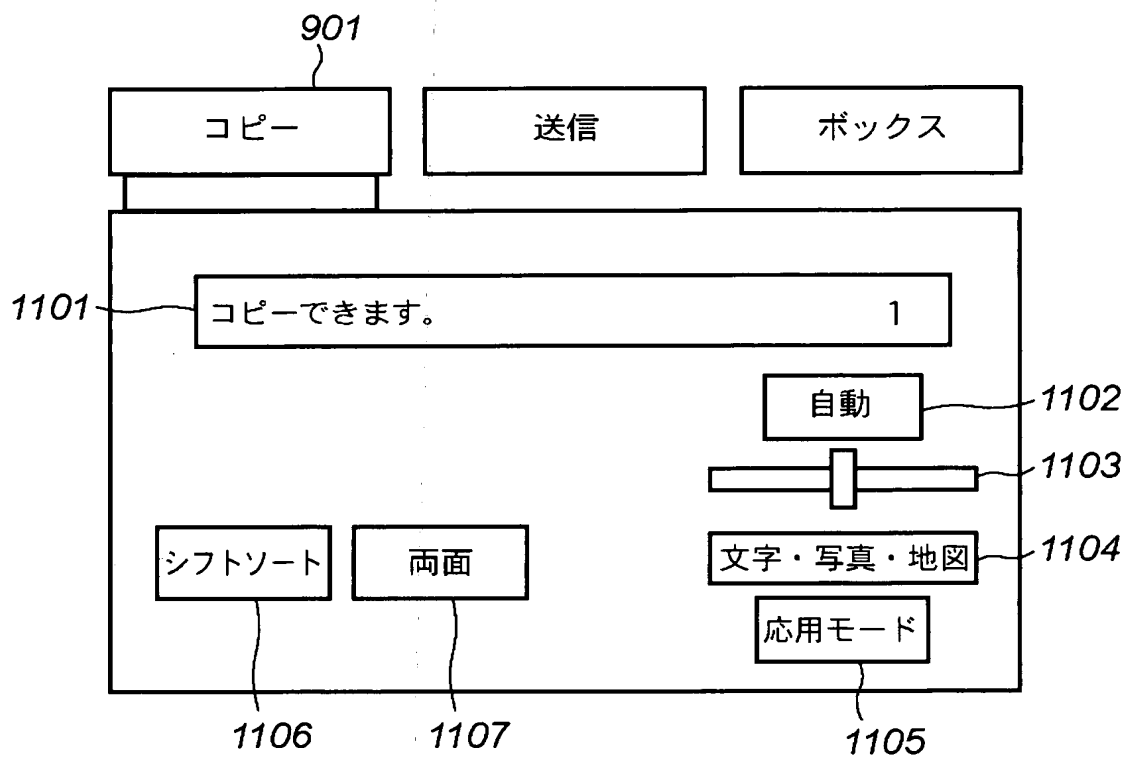 901
コピー
送信
ボックス
1101
コピーできます。 1
自動
1102
1103
シフトソート
両面
文字・写真・地図
1104
応用モード
1106
1107
1105